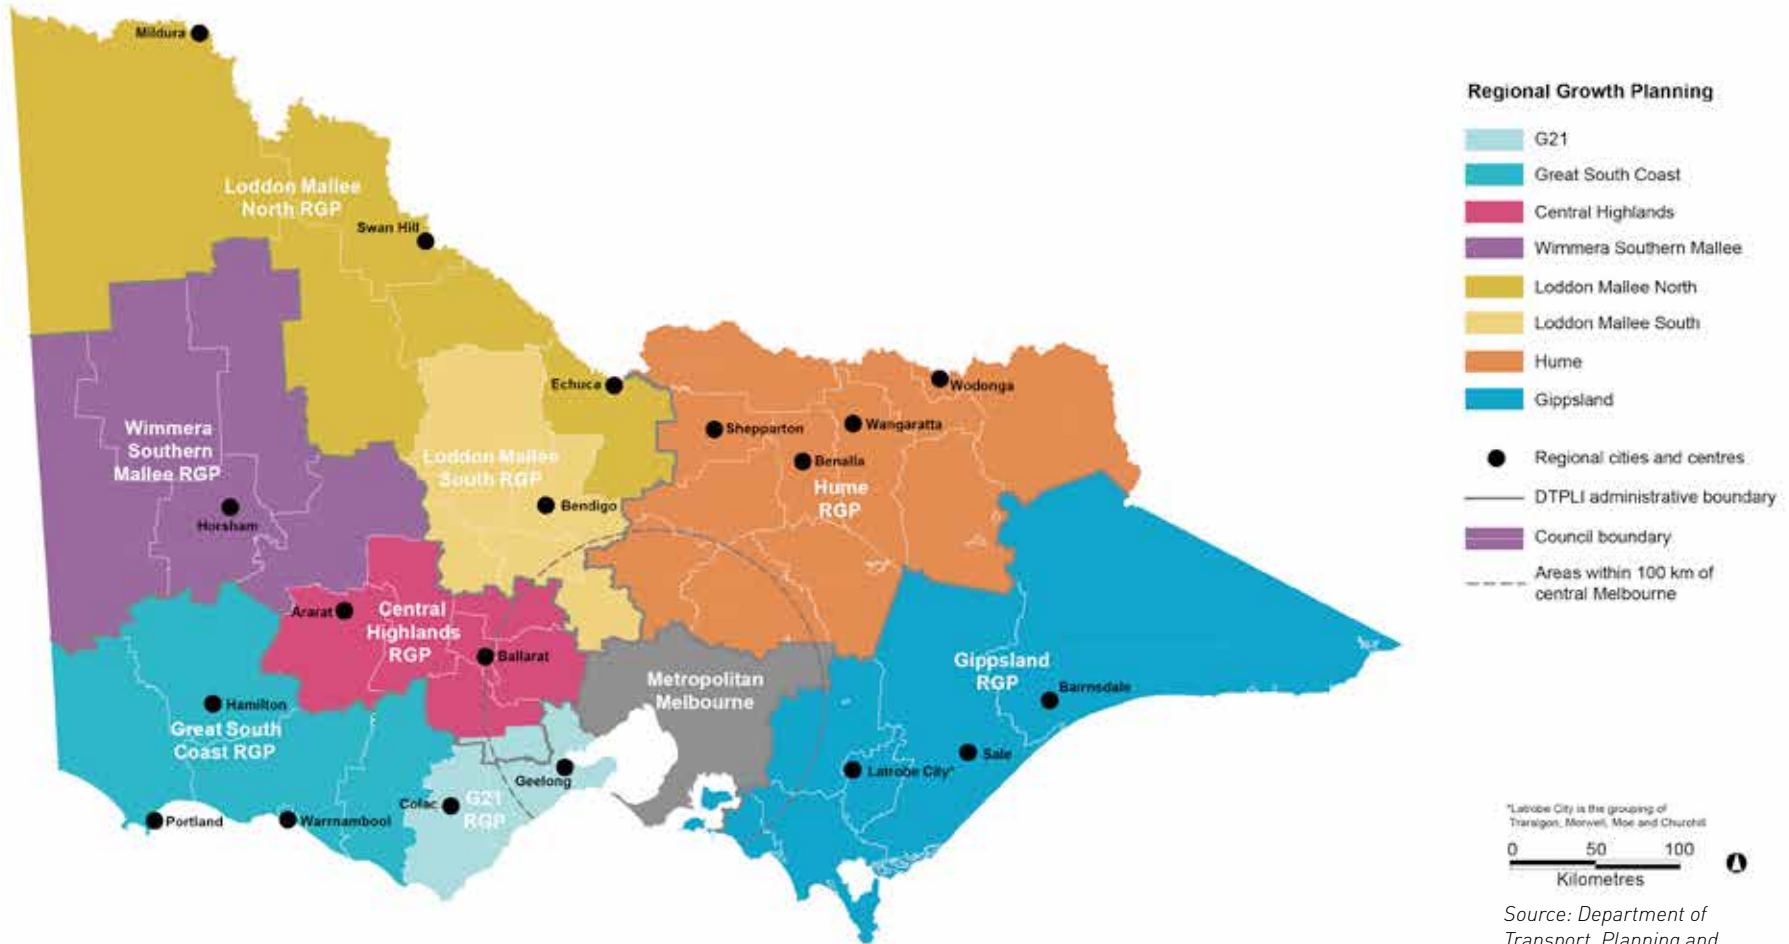 Mildura
Loddon Mallee
North RGP
Swan Hill
Echuca
Wodonga
Shepparton
Wangaratta
Benalla
Hume
RGP
Wimmera
Southern
Mallee RGP
Loddon Mallee
South RGP
Bendigo
Horsham
Ararat
Central
Highlands
RGP
Ballarat
Metropolitan
Melbourne
Gippsland
RGP
Bairnsdale
Hamilton
Great South
Coast RGP
Sale
Latrobe City*
Geelong
Colac
G21
RGP
Portland
Warrnambool
Regional Growth Planning
G21
Great South Coast
Central Highlands
Wimmera Southern Mallee
Loddon Mallee North
Loddon Mallee South
Hume
Gippsland
Regional cities and centres
DTPLI administrative boundary
Council boundary
Areas within 100 km of
central Melbourne
*Latrobe City is the grouping of
Traralgon, Morwell, Moe and Churchill
0 50 100
Kilometres
Source: Department of
Transport, Planning and